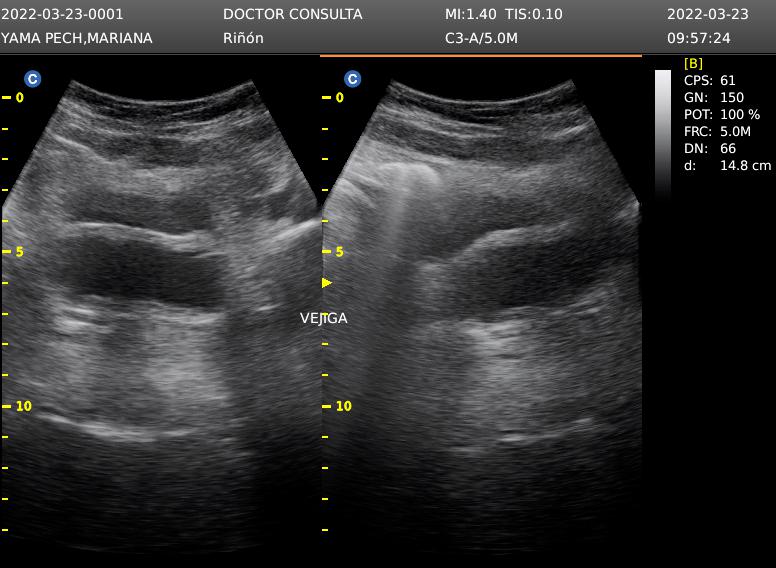 2022-03-23-0001 DOCTOR CONSULTA MI:1.40 TIS:0.10 2022-03-23
YAMA PECH,MARIANA Riñón C3-A/5.0M 09:57:24
[B]
C C
CPS: 61
GN: 150
POT: 100 %
FRC: 5.0M
DN: 66
d: 14.8 cm
0 0
5 5
VEJIGA
10 10